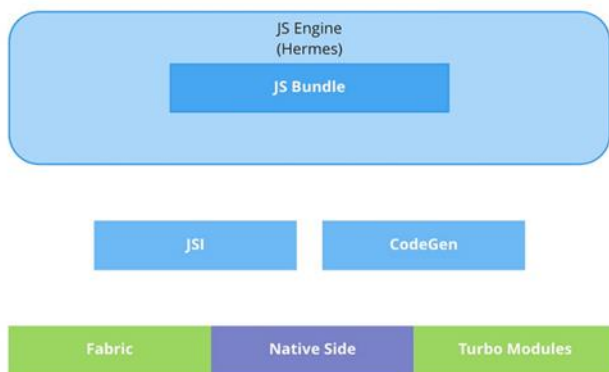 JS Engine
(Hermes)
JS Bundle
JSI
CodeGen
Fabric
Native Side
Turbo Modules